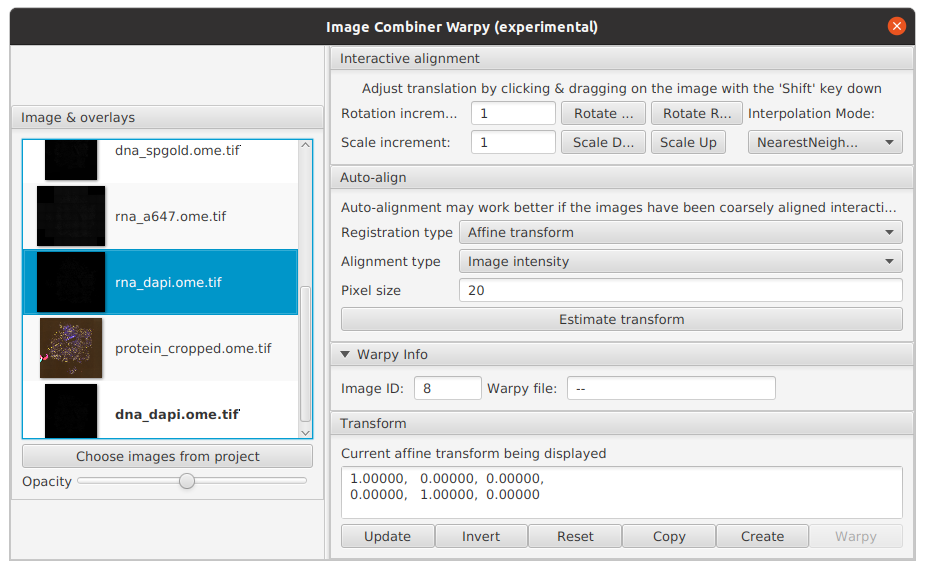 Image Combiner Warpy (experimental)
Image & overlays
dna_spgold.ome.tif
rna_a647.ome.tif
rna_dapi.ome.tif
protein_cropped.ome.tif
dna_dapi.ome.tif
Choose images from project
Opacity
Interactive alignment
Adjust translation by clicking & dragging on the image with the 'Shift' key down
Rotation increm... 1 Rotate ... Rotate R... Interpolation Mode:
Scale increment: 1 Scale D... Scale Up NearestNeigh...
Auto-align
Auto-alignment may work better if the images have been coarsely aligned interacti...
Registration type Affine transform
Alignment type Image intensity
Pixel size 20
Estimate transform
Warpy Info
Image ID: 8 Warpy file: --
Transform
Current affine transform being displayed
1.00000, 0.00000, 0.00000,
0.00000, 1.00000, 0.00000
Update Invert Reset Copy Create Warpy